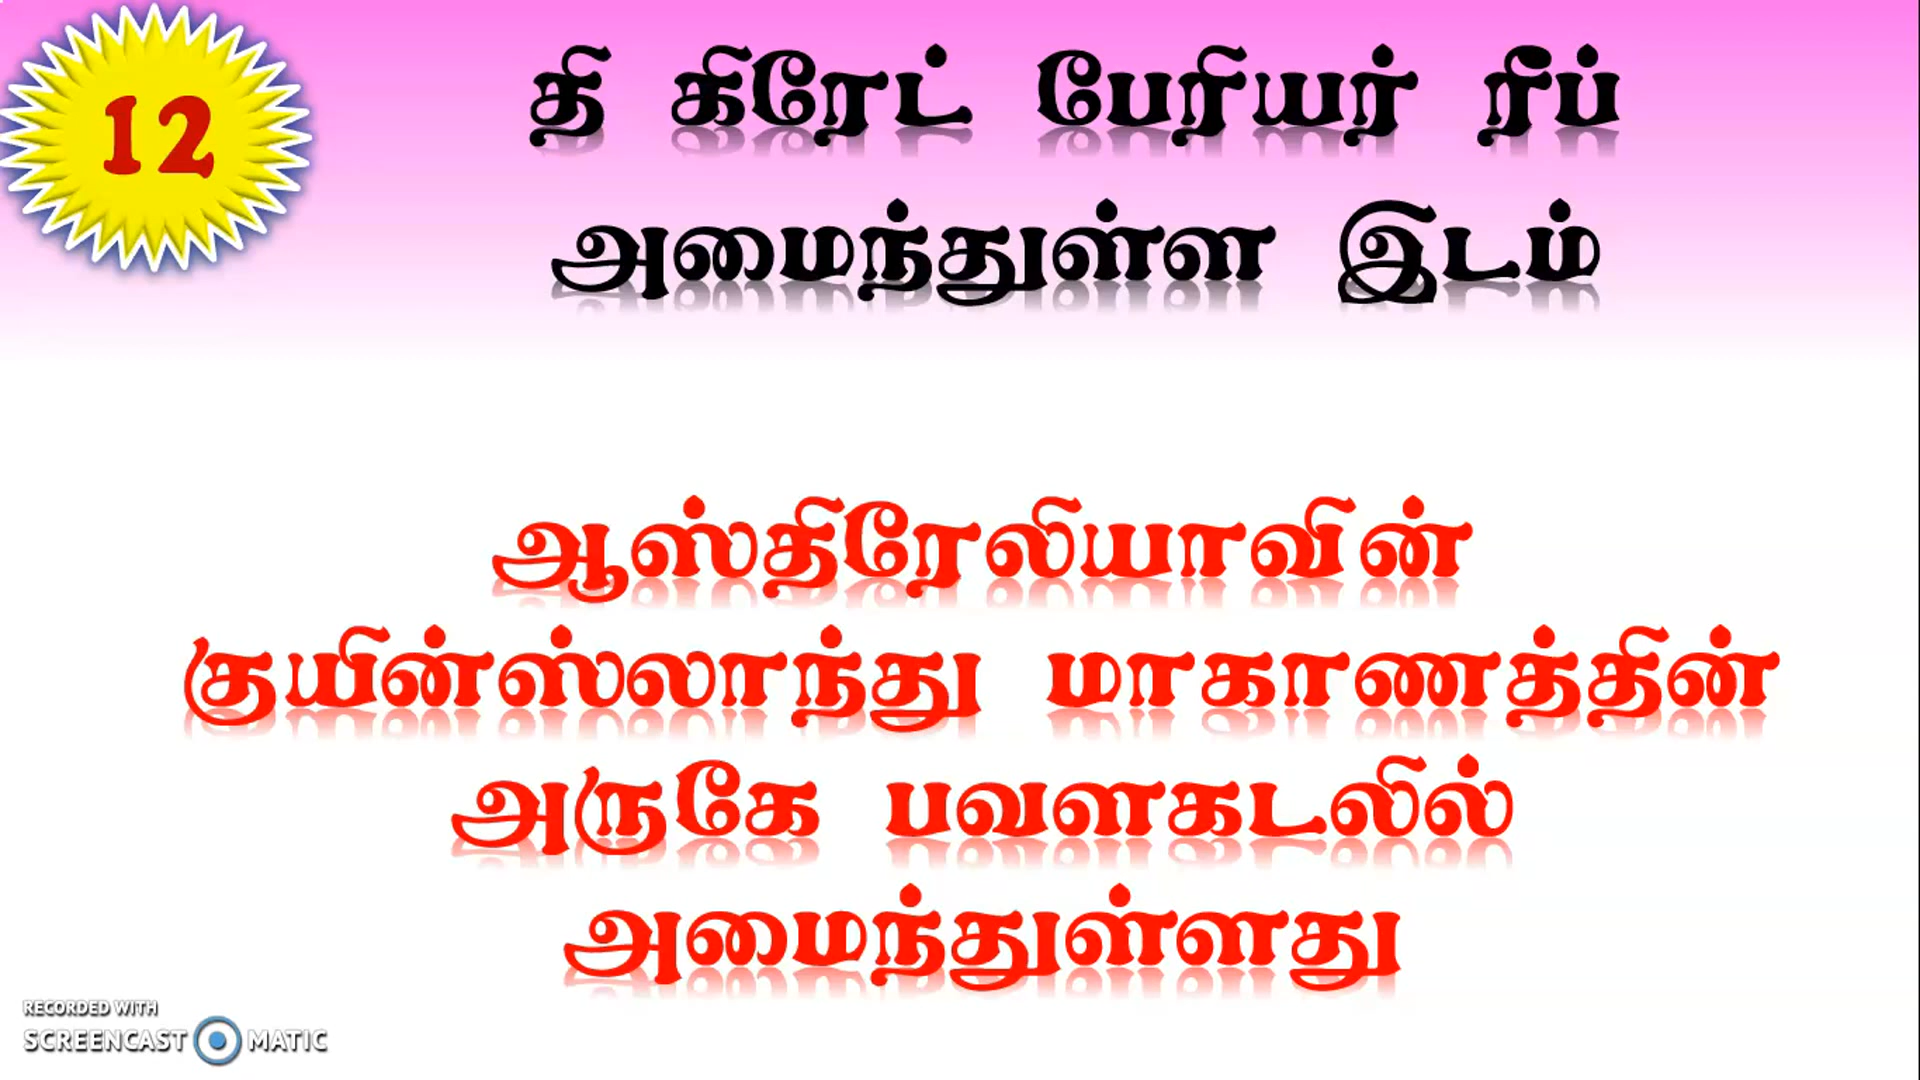 12
தி கிரேட் பேரியர் ரீப்
அமைந்துள்ள இடம்
ஆஸ்திரேலியாவின்
குயின்ஸ்லாந்து மாகாணத்தின்
அருகே பவளகடலில்
அமைந்துள்ளது
RECORDED WITH
SCREENCAST MATIC